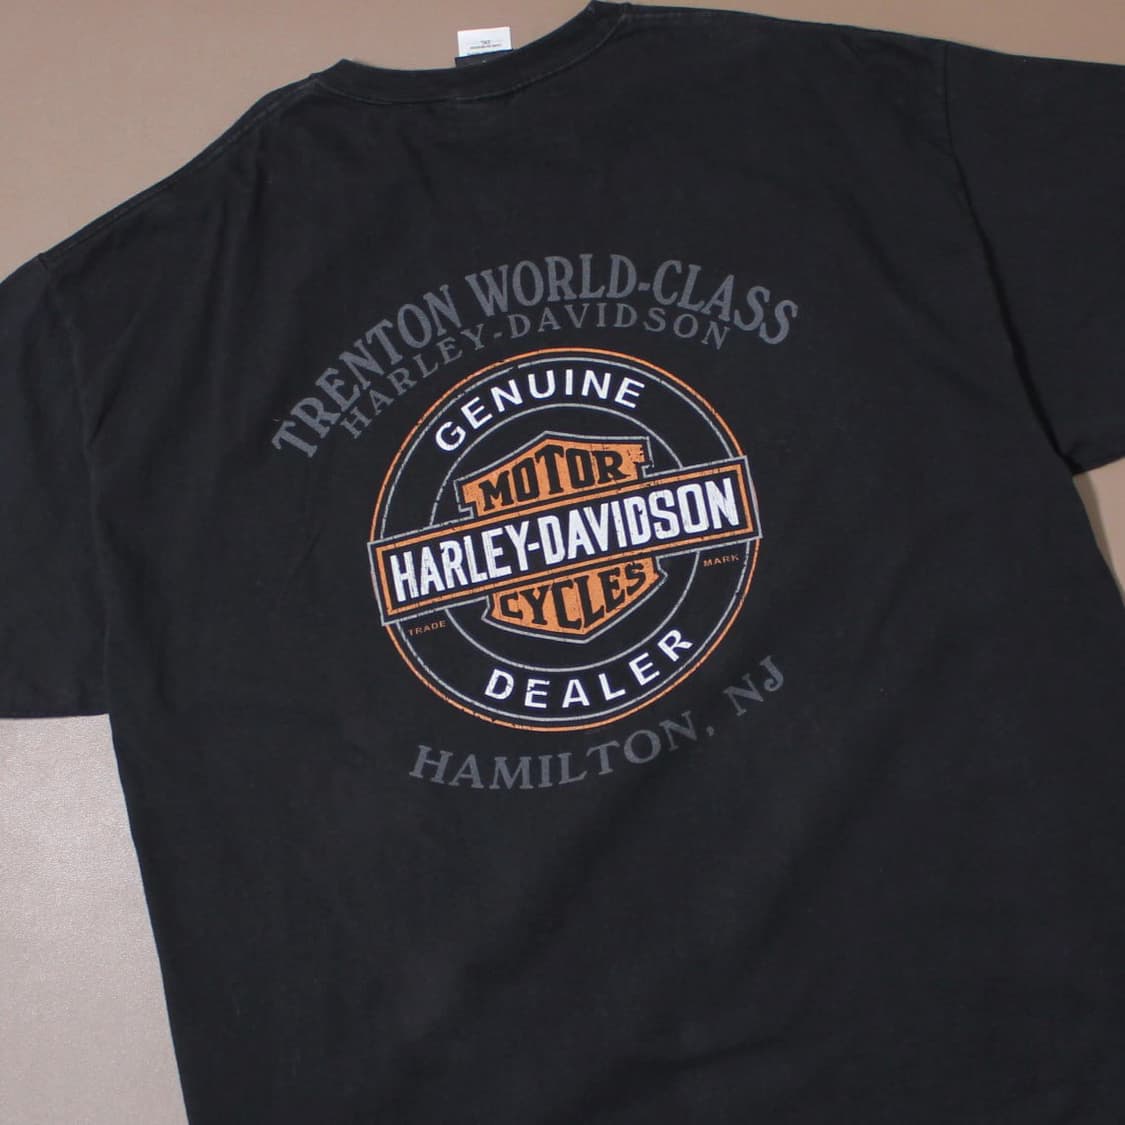 TRENTON WORLD-CLASS
HARLEY-DAVIDSON
GENUINE
MOTOR
HARLEY-DAVIDSON
CYCLES
TRADE MARK
DEALER
HAMILTON, NJ